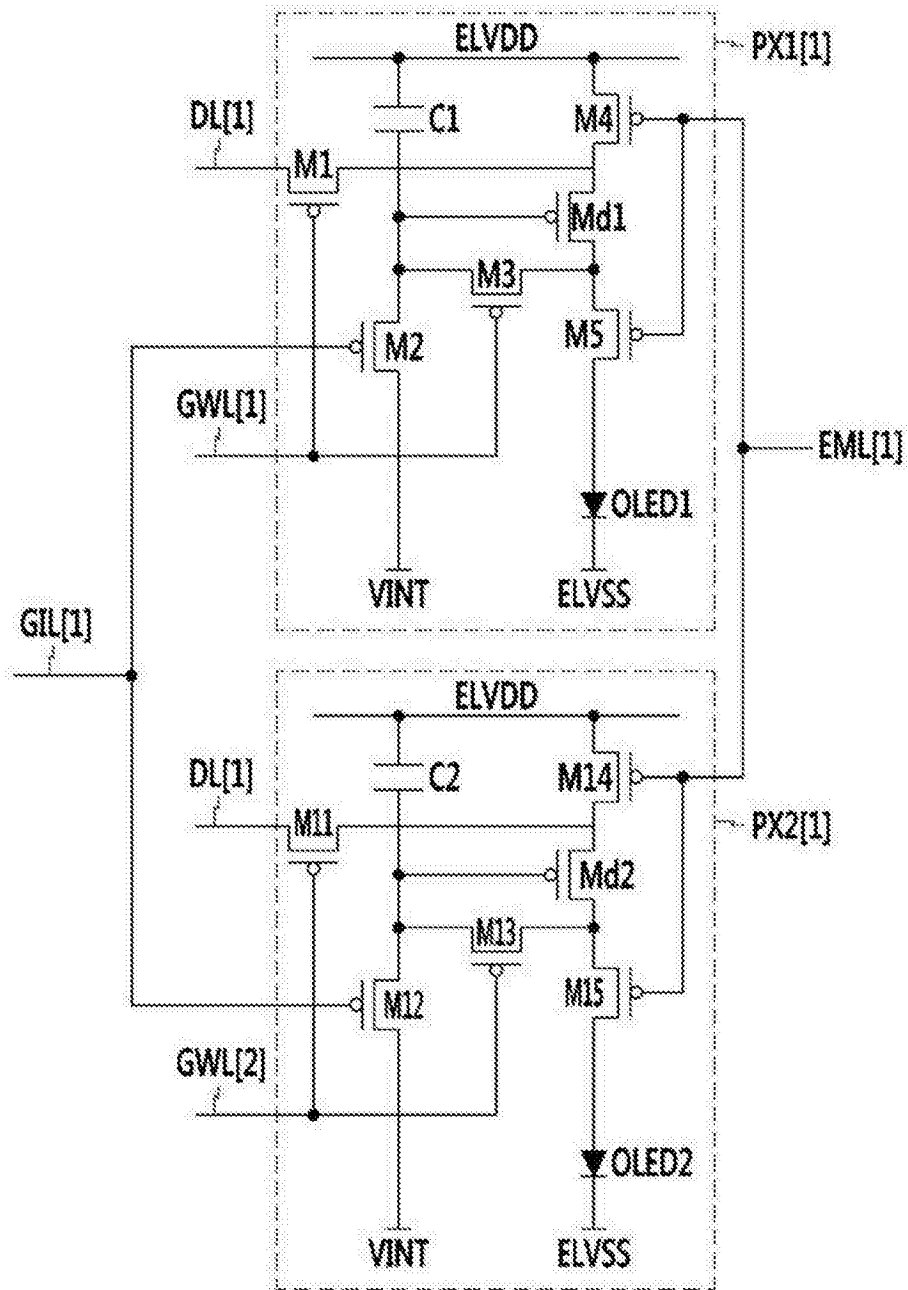 ELVDD
PX1[1]
DL[1]
C1
M4
M1
Md1
M3
M2
M5
GWL[1]
EML[1]
OLED1
VINT
ELVSS
GIL[1]
ELVDD
DL[1]
C2
M14
M11
PX2[1]
Md2
M13
M12
M15
GWL[2]
OLED2
VINT
ELVSS